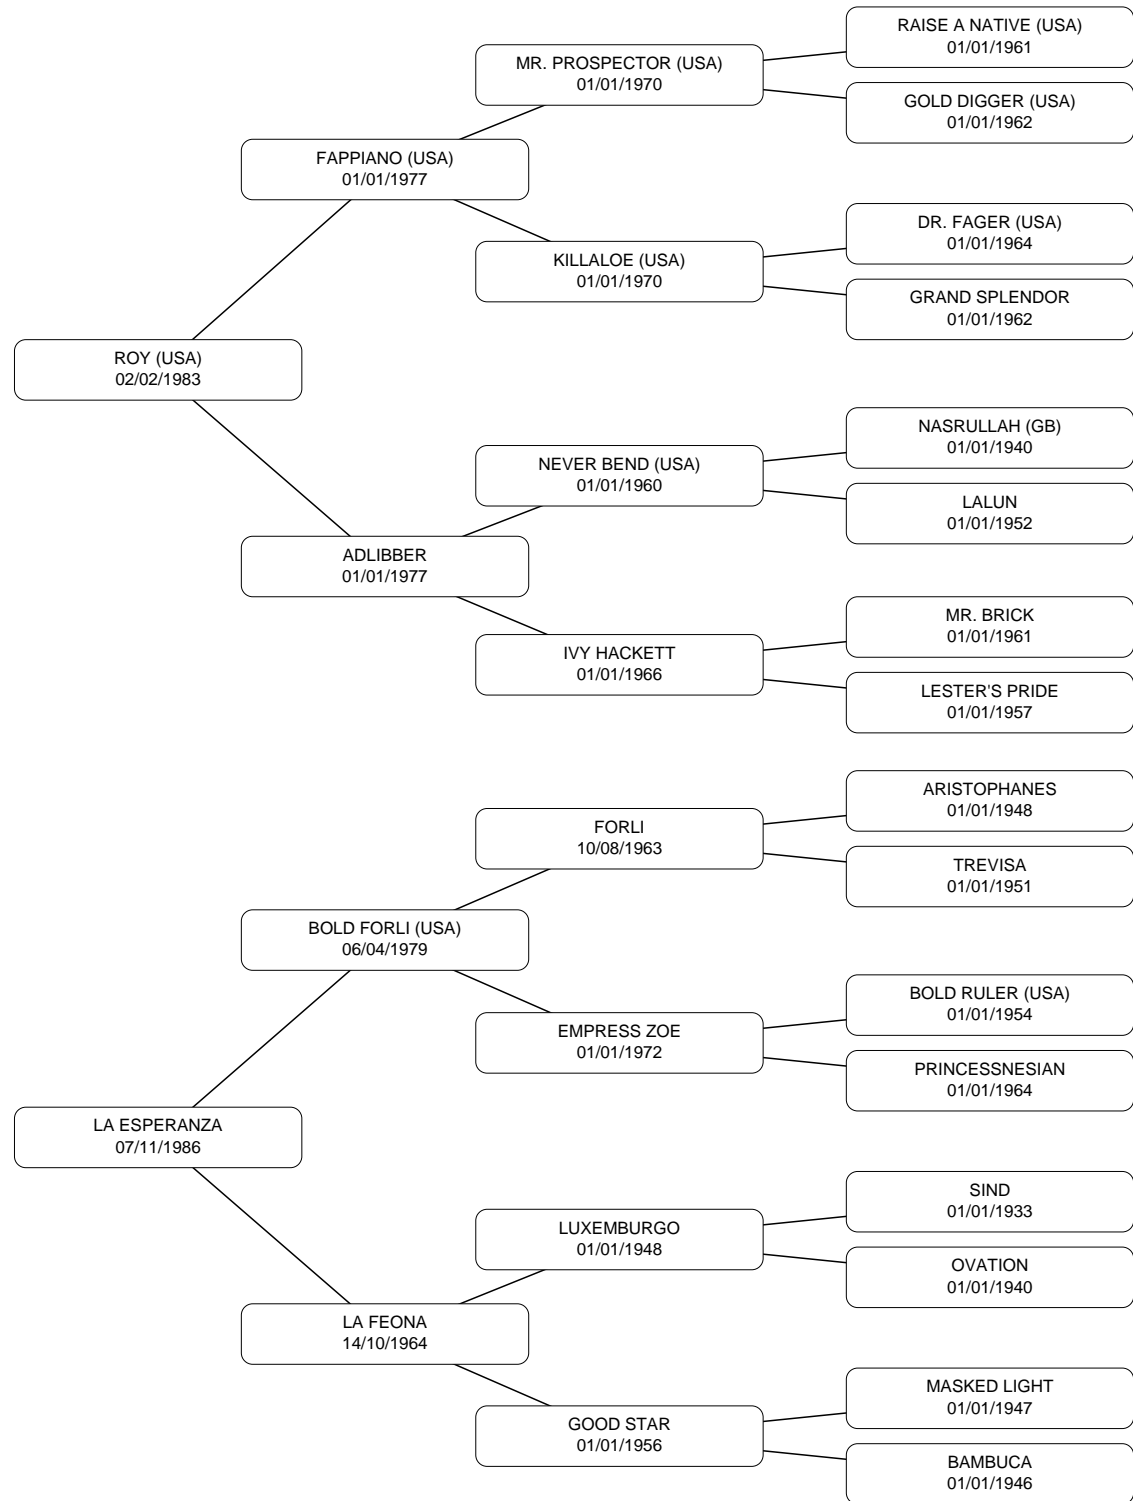 RAISE A NATIVE (USA)
01/01/1961
MR. PROSPECTOR (USA)
01/01/1970
GOLD DIGGER (USA)
01/01/1962
FAPPIANO (USA)
01/01/1977
DR. FAGER (USA)
01/01/1964
KILLALOE (USA)
01/01/1970
GRAND SPLENDOR
01/01/1962
ROY (USA)
02/02/1983
NASRULLAH (GB)
01/01/1940
NEVER BEND (USA)
01/01/1960
LALUN
01/01/1952
ADLIBBER
01/01/1977
MR. BRICK
01/01/1961
IVY HACKETT
01/01/1966
LESTER'S PRIDE
01/01/1957
ARISTOPHANES
01/01/1948
FORLI
10/08/1963
TREVISA
01/01/1951
BOLD FORLI (USA)
06/04/1979
BOLD RULER (USA)
01/01/1954
EMPRESS ZOE
01/01/1972
PRINCESSNESIAN
01/01/1964
LA ESPERANZA
07/11/1986
SIND
01/01/1933
LUXEMBURGO
01/01/1948
OVATION
01/01/1940
LA FEONA
14/10/1964
MASKED LIGHT
01/01/1947
GOOD STAR
01/01/1956
BAMBUCA
01/01/1946